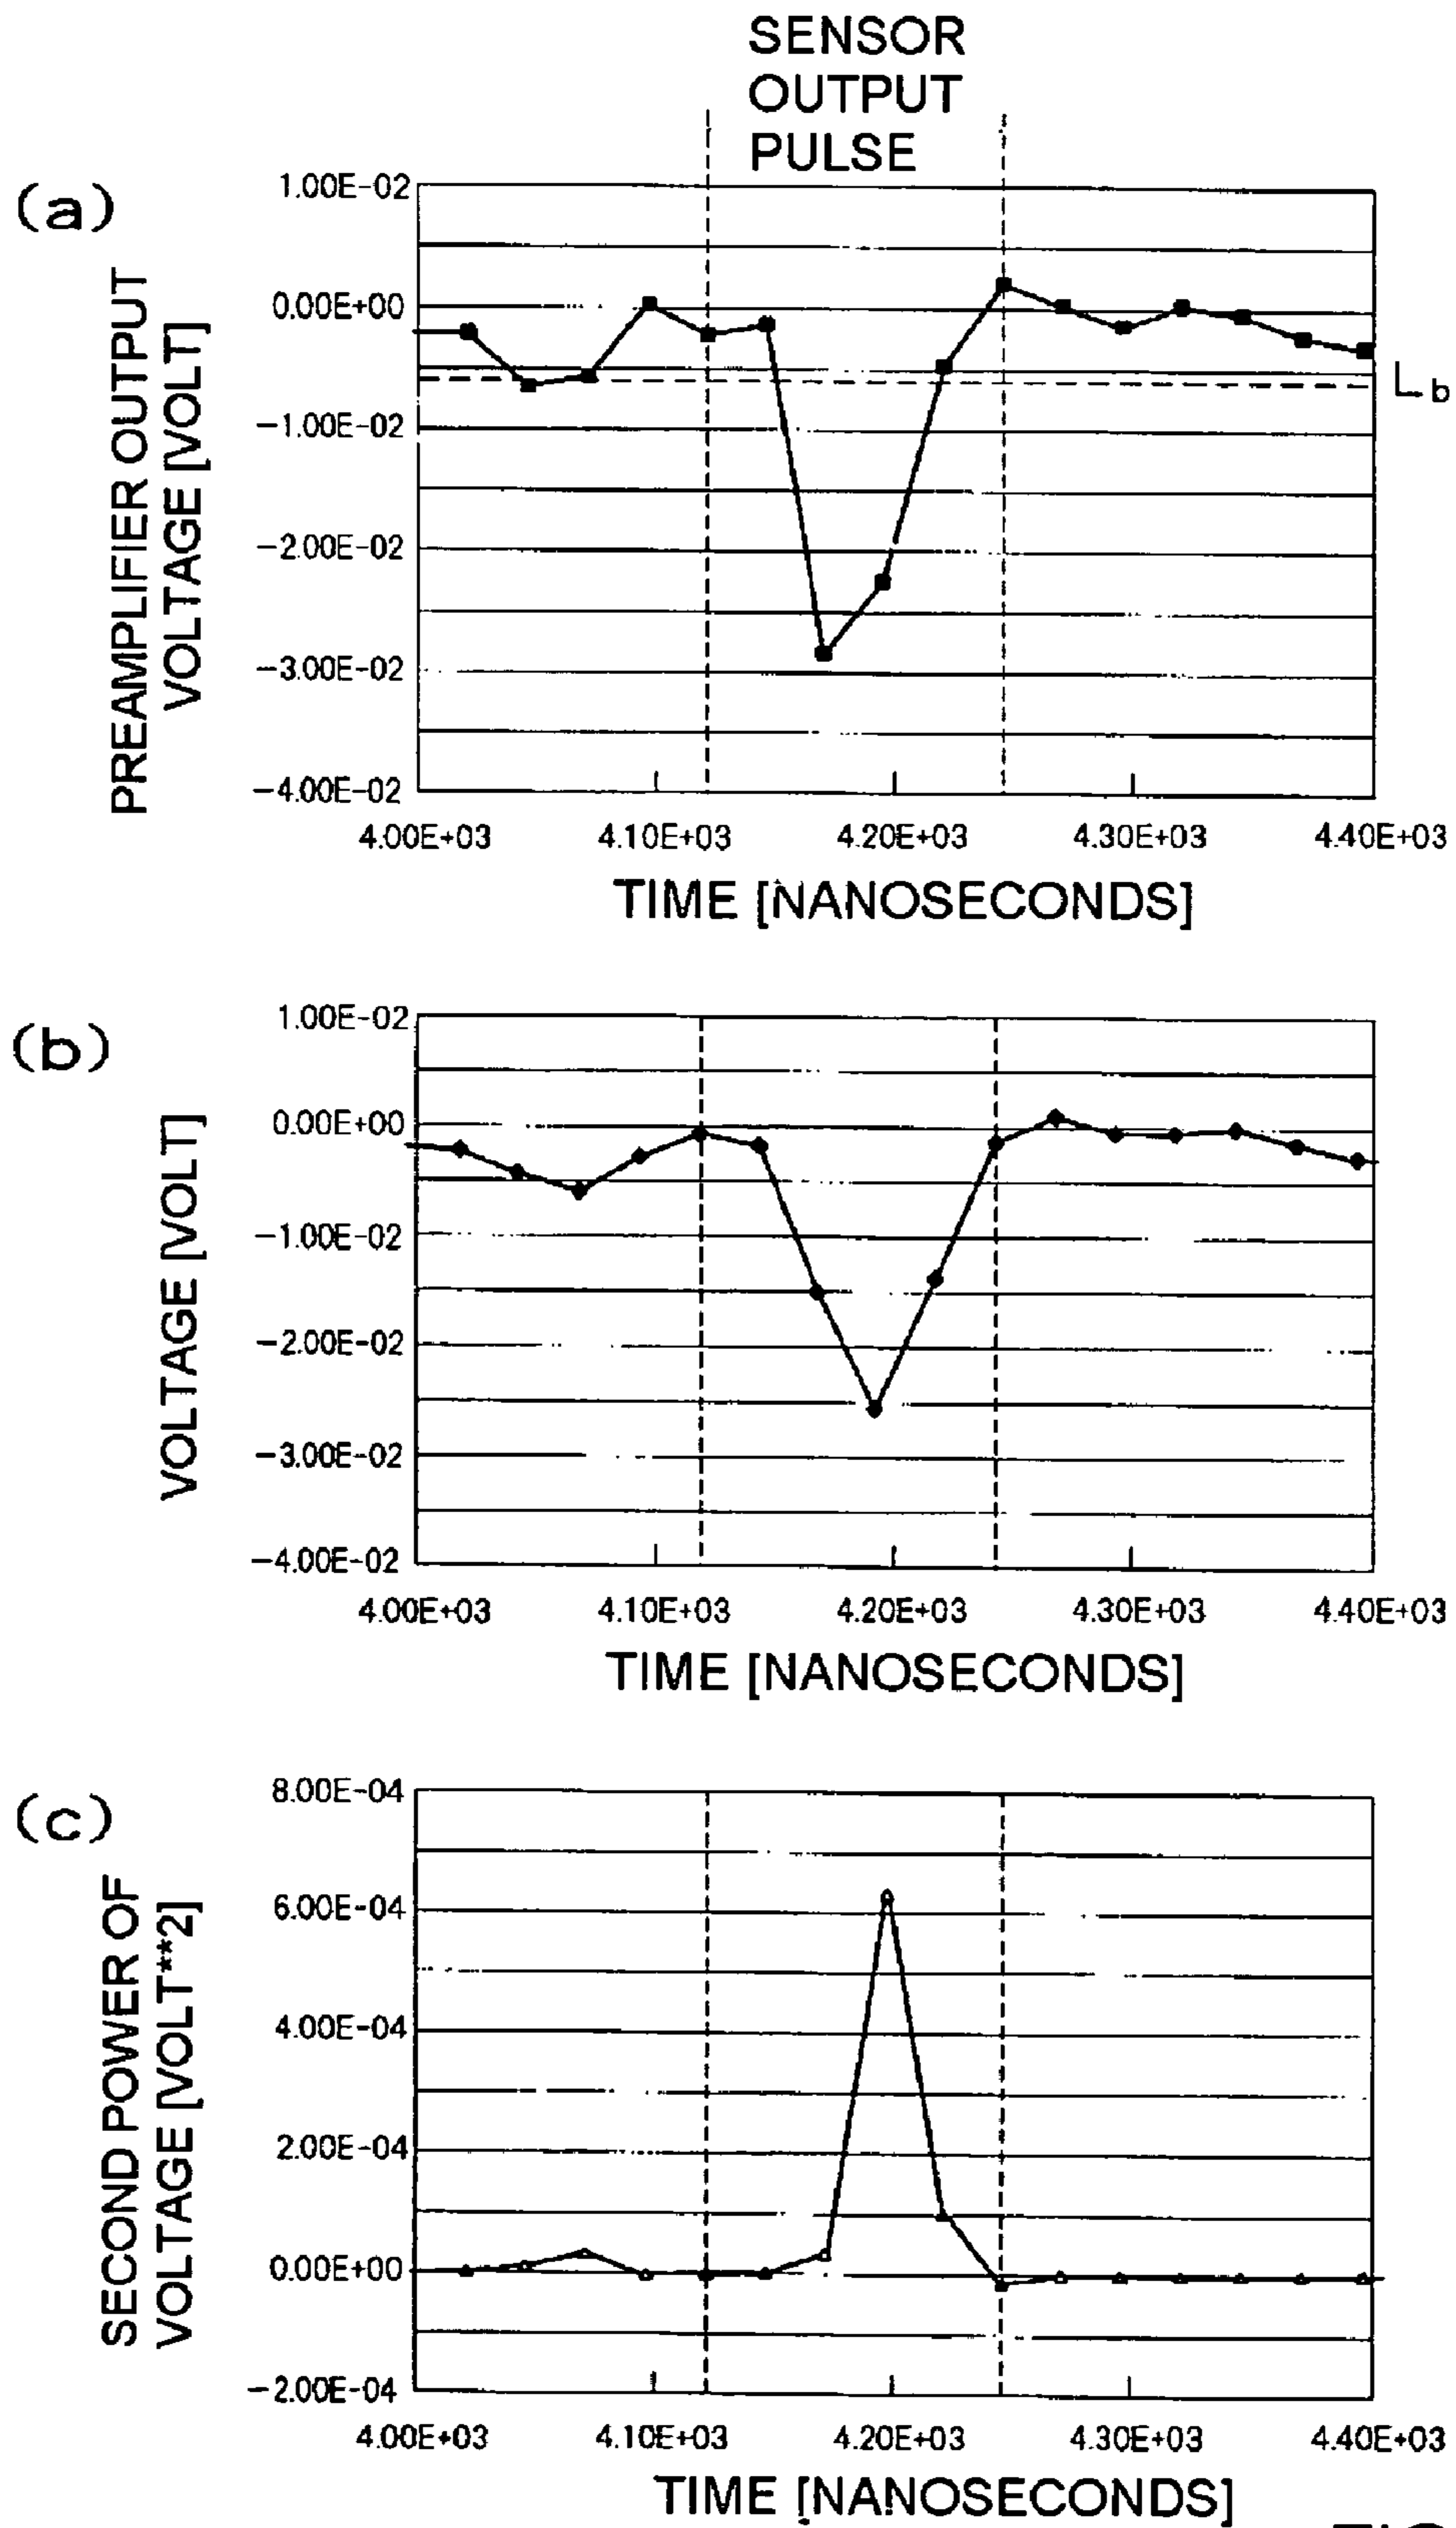 SENSOR
OUTPUT
PULSE
(a)
PREAMPLIFIER OUTPUT
VOLTAGE [VOLT]
1.00E-02
0.00E+00
-1.00E-02
-2.00E-02
-3.00E-02
-4.00E-02
Lb
4.00E+03 4.10E+03 4.20E+03 4.30E+03 4.40E+03
TIME [NANOSECONDS]
(b)
VOLTAGE [VOLT]
1.00E-02
0.00E+00
-1.00E-02
-2.00E-02
-3.00E-02
-4.00E-02
4.00E+03 4.10E+03 4.20E+03 4.30E+03 4.40E+03
TIME [NANOSECONDS]
(c)
SECOND POWER OF
VOLTAGE [VOLT**2]
8.00E-04
6.00E-04
4.00E-04
2.00E-04
0.00E+00
-2.00E-04
4.00E+03 4.10E+03 4.20E+03 4.30E+03 4.40E+03
TIME [NANOSECONDS]